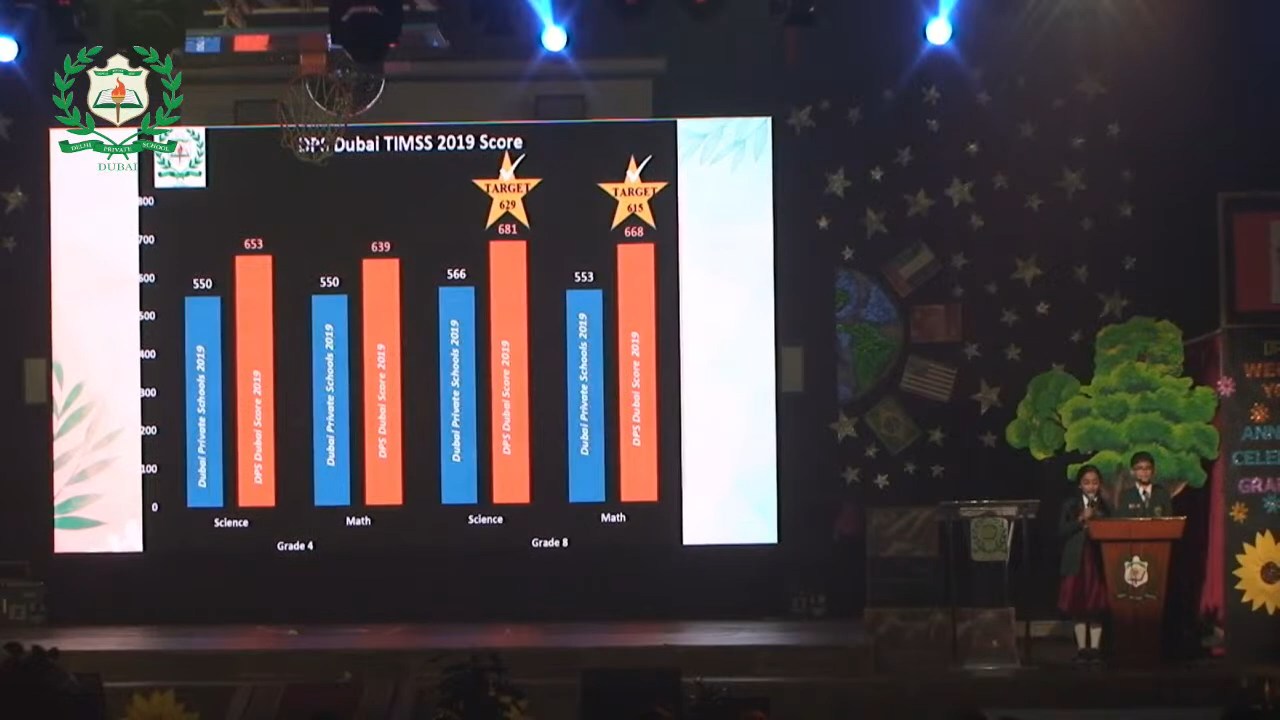 DELHI PRIVATE SCHOOL
DUBAI
DPS Dubai TIMSS 2019 Score
TARGET
629
TARGET
615
800
700
600
500
400
300
200
100
0
550
653
550
639
566
681
553
668
Dubai Private Schools 2019
DPS Dubai Score 2019
Dubai Private Schools 2019
DPS Dubai Score 2019
Dubai Private Schools 2019
DPS Dubai Score 2019
Dubai Private Schools 2019
DPS Dubai Score 2019
Science
Math
Science
Math
Grade 4
Grade 8